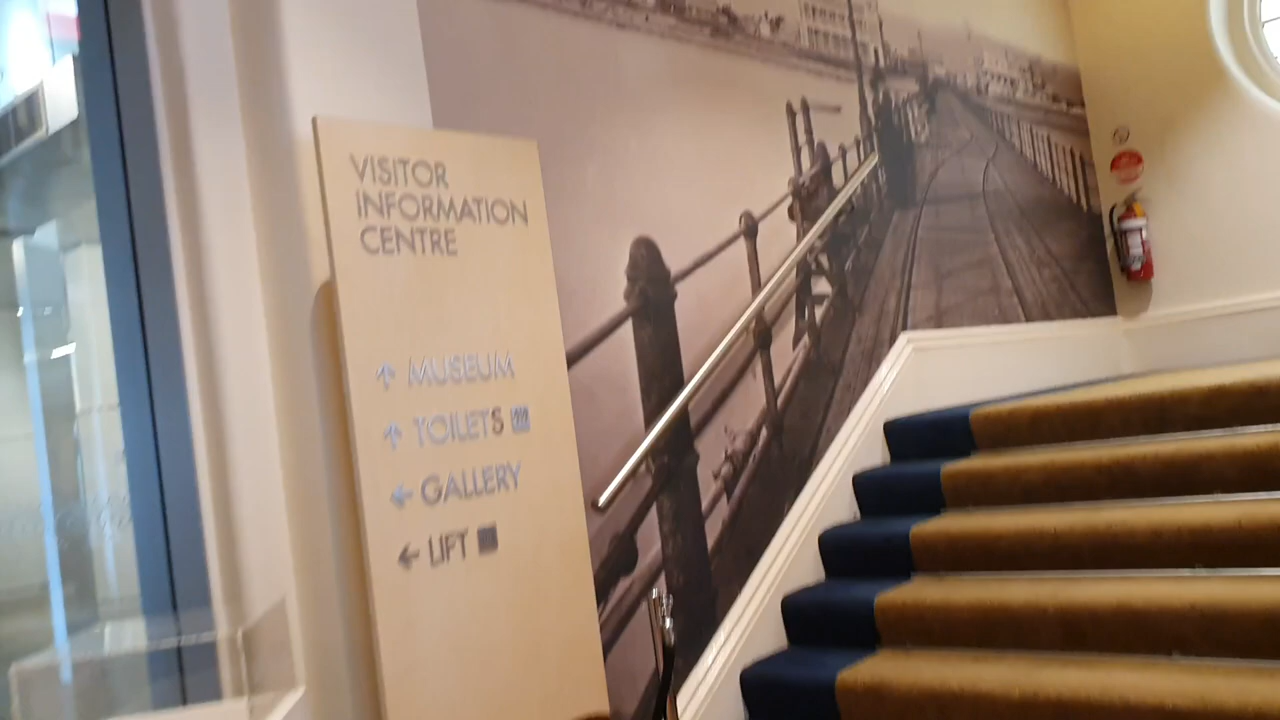 VISITOR
INFORMATION
CENTRE
↑ MUSEUM
↑ TOILETS
← GALLERY
← LIFT